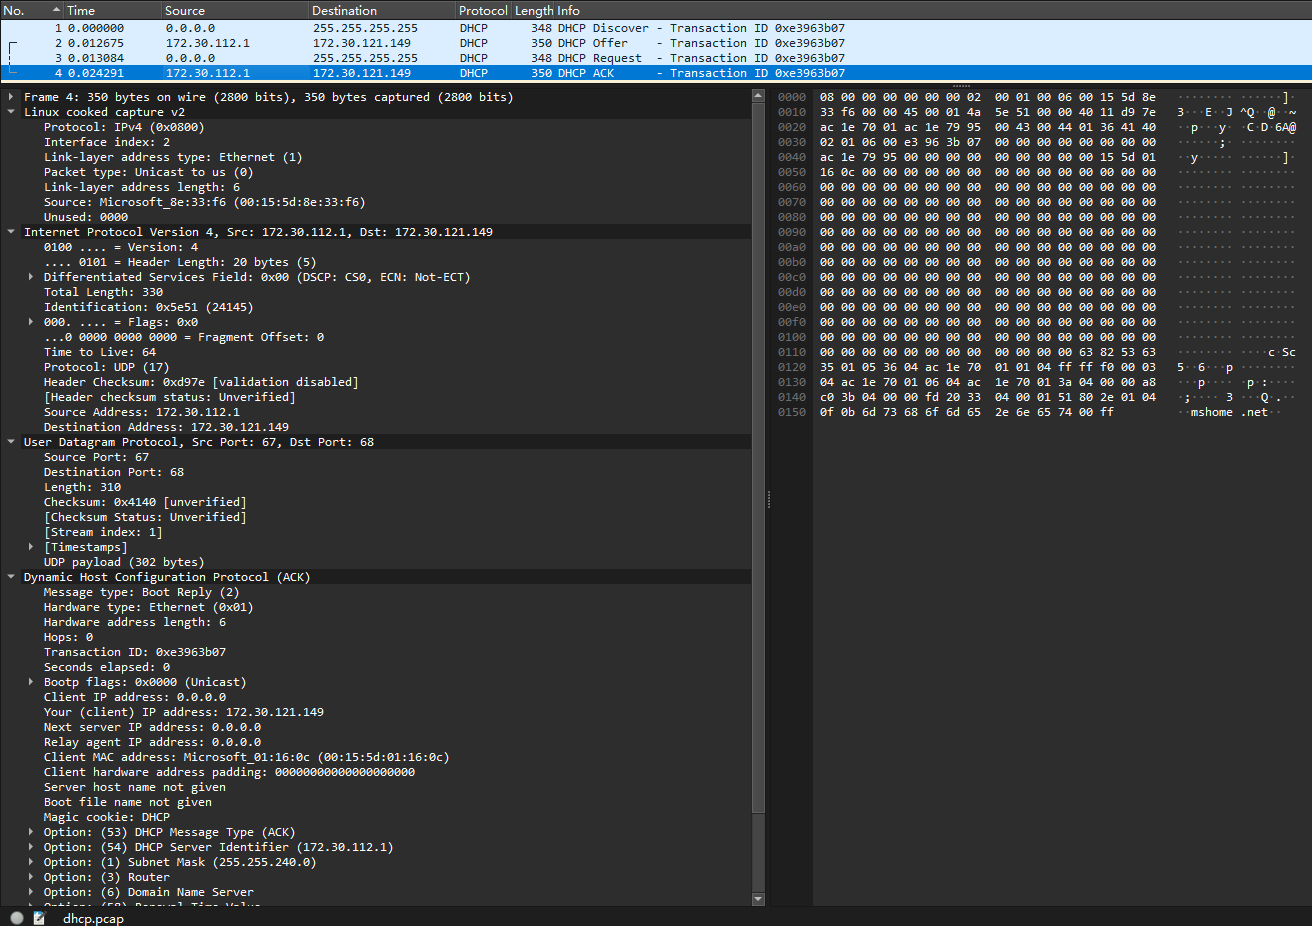 No. Time Source Destination Protocol Length Info
1 0.000000 0.0.0.0 255.255.255.255 DHCP 348 DHCP Discover - Transaction ID 0xe3963b07
2 0.012675 172.30.112.1 172.30.121.149 DHCP 350 DHCP Offer - Transaction ID 0xe3963b07
3 0.013084 0.0.0.0 255.255.255.255 DHCP 348 DHCP Request - Transaction ID 0xe3963b07
4 0.024291 172.30.112.1 172.30.121.149 DHCP 350 DHCP ACK - Transaction ID 0xe3963b07
Frame 4: 350 bytes on wire (2800 bits), 350 bytes captured (2800 bits)
Linux cooked capture v2
Protocol: IPv4 (0x0800)
Interface index: 2
Link-layer address type: Ethernet (1)
Packet type: Unicast to us (0)
Link-layer address length: 6
Source: Microsoft_8e:33:f6 (00:15:5d:8e:33:f6)
Unused: 0000
Internet Protocol Version 4, Src: 172.30.112.1, Dst: 172.30.121.149
0100 .... = Version: 4
.... 0101 = Header Length: 20 bytes (5)
Differentiated Services Field: 0x00 (DSCP: CS0, ECN: Not-ECT)
Total Length: 330
Identification: 0x5e51 (24145)
000. .... = Flags: 0x0
...0 0000 0000 0000 = Fragment Offset: 0
Time to Live: 64
Protocol: UDP (17)
Header Checksum: 0xd97e [validation disabled]
[Header checksum status: Unverified]
Source Address: 172.30.112.1
Destination Address: 172.30.121.149
User Datagram Protocol, Src Port: 67, Dst Port: 68
Source Port: 67
Destination Port: 68
Length: 310
Checksum: 0x4140 [unverified]
[Checksum Status: Unverified]
[Stream index: 1]
[Timestamps]
UDP payload (302 bytes)
Dynamic Host Configuration Protocol (ACK)
Message type: Boot Reply (2)
Hardware type: Ethernet (0x01)
Hardware address length: 6
Hops: 0
Transaction ID: 0xe3963b07
Seconds elapsed: 0
Bootp flags: 0x0000 (Unicast)
Client IP address: 0.0.0.0
Your (client) IP address: 172.30.121.149
Next server IP address: 0.0.0.0
Relay agent IP address: 0.0.0.0
Client MAC address: Microsoft_01:16:0c (00:15:5d:01:16:0c)
Client hardware address padding: 00000000000000000000
Server host name not given
Boot file name not given
Magic cookie: DHCP
Option: (53) DHCP Message Type (ACK)
Option: (54) DHCP Server Identifier (172.30.112.1)
Option: (1) Subnet Mask (255.255.240.0)
Option: (3) Router
Option: (6) Domain Name Server
Option: (58) Renewal Time Value
0000 08 00 00 00 00 00 00 02 00 01 00 06 00 15 5d 8e ········ ······]·
0010 33 f6 00 00 45 00 01 4a 5e 51 00 00 40 11 d9 7e 3···E··J ^Q··@··~
0020 ac 1e 70 01 ac 1e 79 95 00 43 00 44 01 36 41 40 ··p···y· ·C·D·6A@
0030 02 01 06 00 e3 96 3b 07 00 00 00 00 00 00 00 00 ······;· ········
0040 ac 1e 79 95 00 00 00 00 00 00 00 00 00 15 5d 01 ··y····· ······]·
0050 16 0c 00 00 00 00 00 00 00 00 00 00 00 00 00 00 ········ ········
0060 00 00 00 00 00 00 00 00 00 00 00 00 00 00 00 00 ········ ········
0070 00 00 00 00 00 00 00 00 00 00 00 00 00 00 00 00 ········ ········
0080 00 00 00 00 00 00 00 00 00 00 00 00 00 00 00 00 ········ ········
0090 00 00 00 00 00 00 00 00 00 00 00 00 00 00 00 00 ········ ········
00a0 00 00 00 00 00 00 00 00 00 00 00 00 00 00 00 00 ········ ········
00b0 00 00 00 00 00 00 00 00 00 00 00 00 00 00 00 00 ········ ········
00c0 00 00 00 00 00 00 00 00 00 00 00 00 00 00 00 00 ········ ········
00d0 00 00 00 00 00 00 00 00 00 00 00 00 00 00 00 00 ········ ········
00e0 00 00 00 00 00 00 00 00 00 00 00 00 00 00 00 00 ········ ········
00f0 00 00 00 00 00 00 00 00 00 00 00 00 00 00 00 00 ········ ········
0100 00 00 00 00 00 00 00 00 00 00 00 00 00 00 00 00 ········ ········
0110 00 00 00 00 00 00 00 00 00 00 00 00 63 82 53 63 ········ ····c·Sc
0120 35 01 05 36 04 ac 1e 70 01 01 04 ff ff f0 00 03 5··6···p ········
0130 04 ac 1e 70 01 06 04 ac 1e 70 01 3a 04 00 00 a8 ···p···· ·p·:····
0140 c0 3b 04 00 00 fd 20 33 04 00 01 51 80 2e 01 04 ·;···· 3 ···Q·.··
0150 0f 0b 6d 73 68 6f 6d 65 2e 6e 65 74 00 ff ··mshome .net··
dhcp.pcap